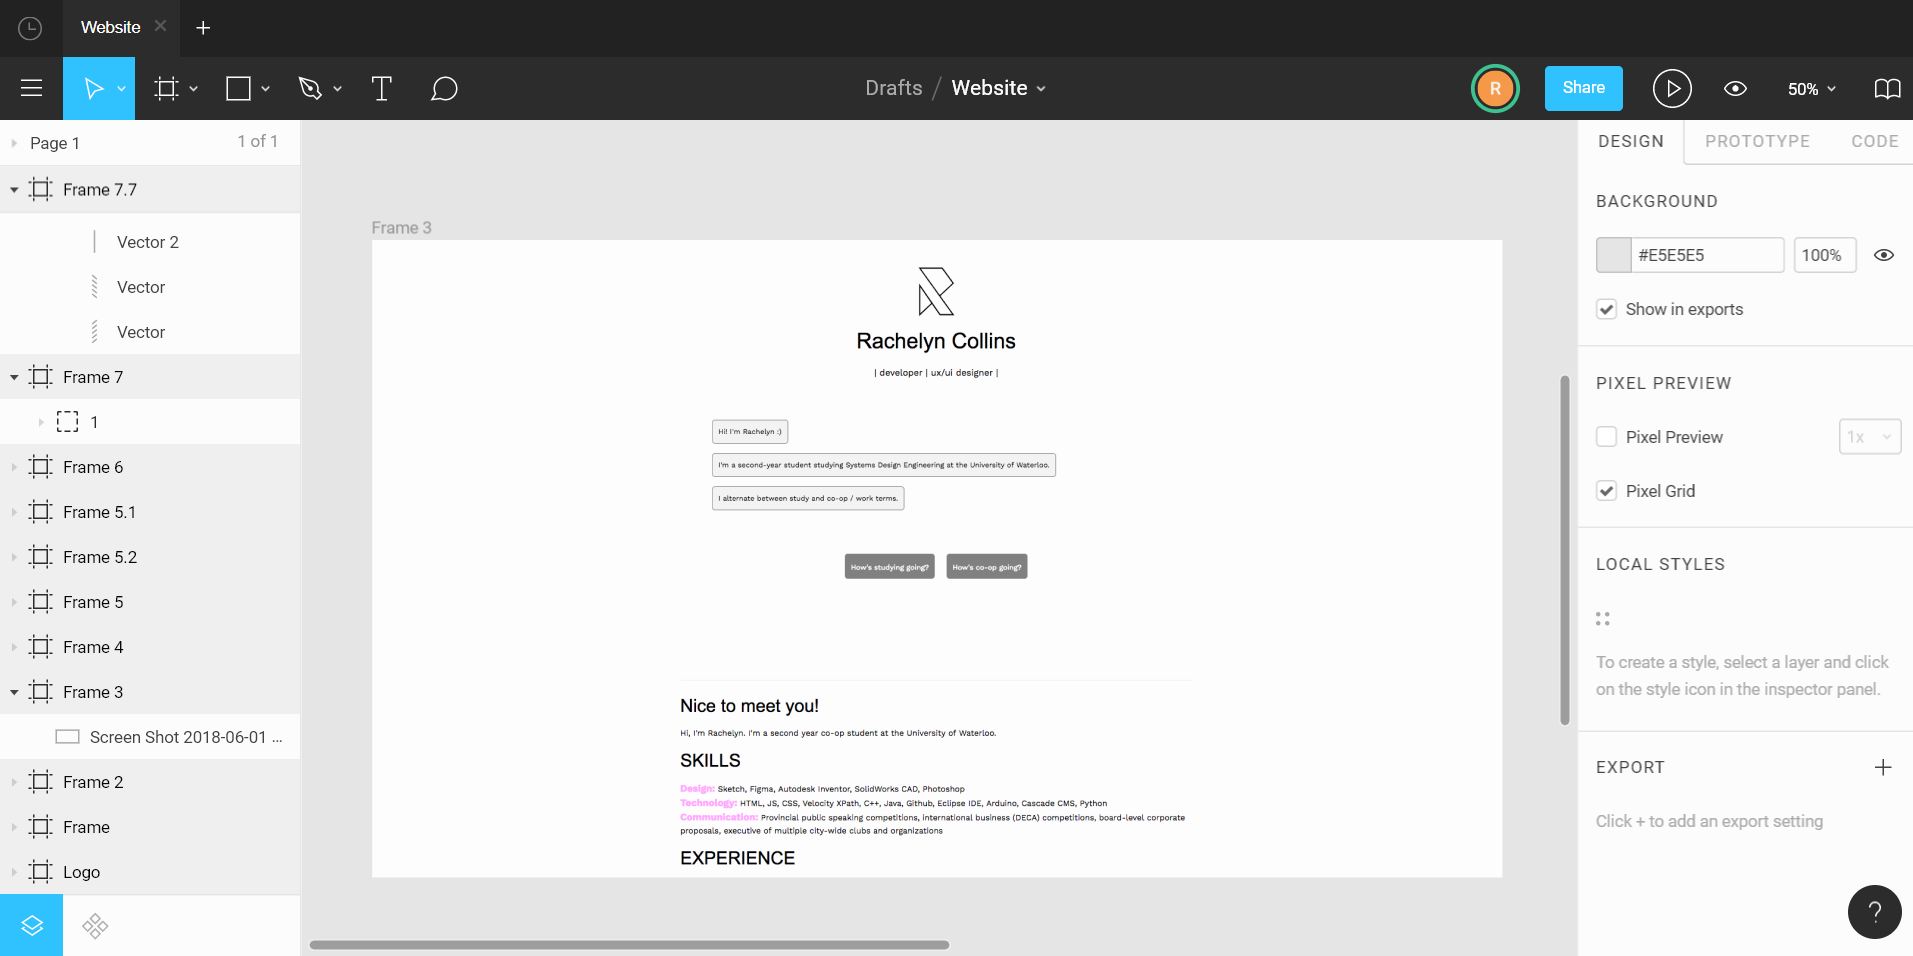 Website
Drafts / Website
R
Share
50%
Page 1
1 of 1
Frame 7.7
Vector 2
Vector
Vector
Frame 7
1
Frame 6
Frame 5.1
Frame 5.2
Frame 5
Frame 4
Frame 3
Screen Shot 2018-06-01 ...
Frame 2
Frame
Logo
Frame 3
Rachelyn Collins
| developer | ux/ui designer |
Hi! I'm Rachelyn :)
I'm a second-year student studying Systems Design Engineering at the University of Waterloo.
I alternate between study and co-op / work terms.
How's studying going?
How's co-op going?
Nice to meet you!
Hi, I'm Rachelyn. I'm a second year co-op student at the University of Waterloo.
SKILLS
Design: Sketch, Figma, Autodesk Inventor, SolidWorks CAD, Photoshop
Technology: HTML, JS, CSS, Velocity XPath, C++, Java, Github, Eclipse IDE, Arduino, Cascade CMS, Python
Communication: Provincial public speaking competitions, international business (DECA) competitions, board-level corporate
proposals, executive of multiple city-wide clubs and organizations
EXPERIENCE
DESIGN
PROTOTYPE
CODE
BACKGROUND
#E5E5E5
100%
Show in exports
PIXEL PREVIEW
Pixel Preview
1x
Pixel Grid
LOCAL STYLES
To create a style, select a layer and click
on the style icon in the inspector panel.
EXPORT
Click + to add an export setting
?